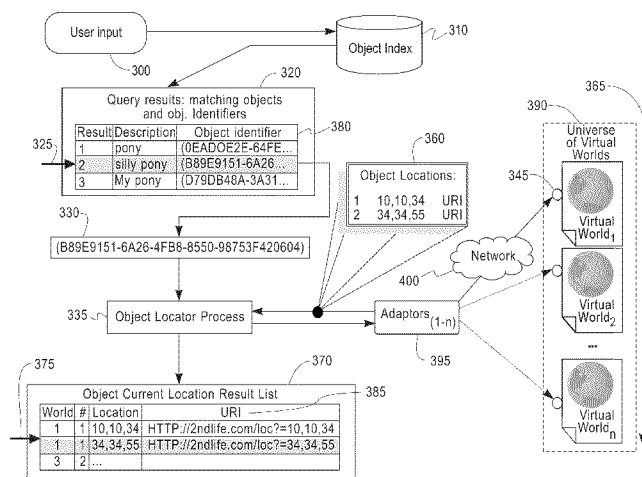 User input
300
Object Index
310
320
Query results: matching objects
and obj. Identifiers
325
380
Result Description Object identifier
1 pony (0EADOE2E-64FE...
2 silly pony (B89E9151-6A26...
3 My pony (D79DB48A-3A31...
360
Object Locations:
1 10,10,34 URI
2 34,34,55 URI
365
390
Universe of Virtual Worlds
345
Virtual World1
Virtual World2
...
Virtual Worldn
Network
400
330
(B89E9151-6A26-4FB8-8550-98753F420604)
335
Object Locator Process
Adaptors(1-n)
395
370
375
Object Current Location Result List
385
World # Location URI
1 1 10,10,34 HTTP://2ndlife.com/loc?=10,10,34
1 1 34,34,55 HTTP://2ndlife.com/loc?=34,34,55
3 2 ...